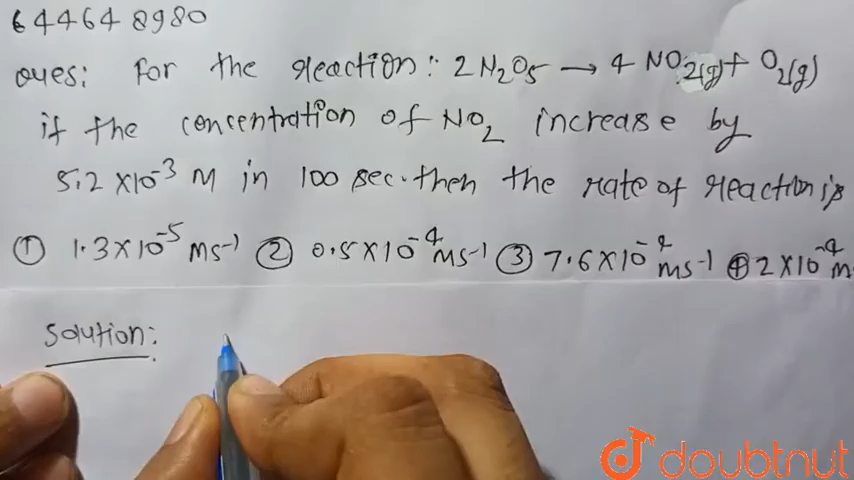 644648980
Ques: For the reaction: 2N₂O₅ → 4 NO₂(g) + O₂(g)
if the concentration of NO₂ increase by
5.2 ×10⁻³ M in 100 sec. then the rate of reaction is
① 1.3×10⁻⁵ Ms⁻¹ ② 0.5×10⁻⁴ Ms⁻¹ ③ 7.6×10⁻⁴ Ms⁻¹ ④ 2×10⁻⁴ M
Solution:
doubtnut